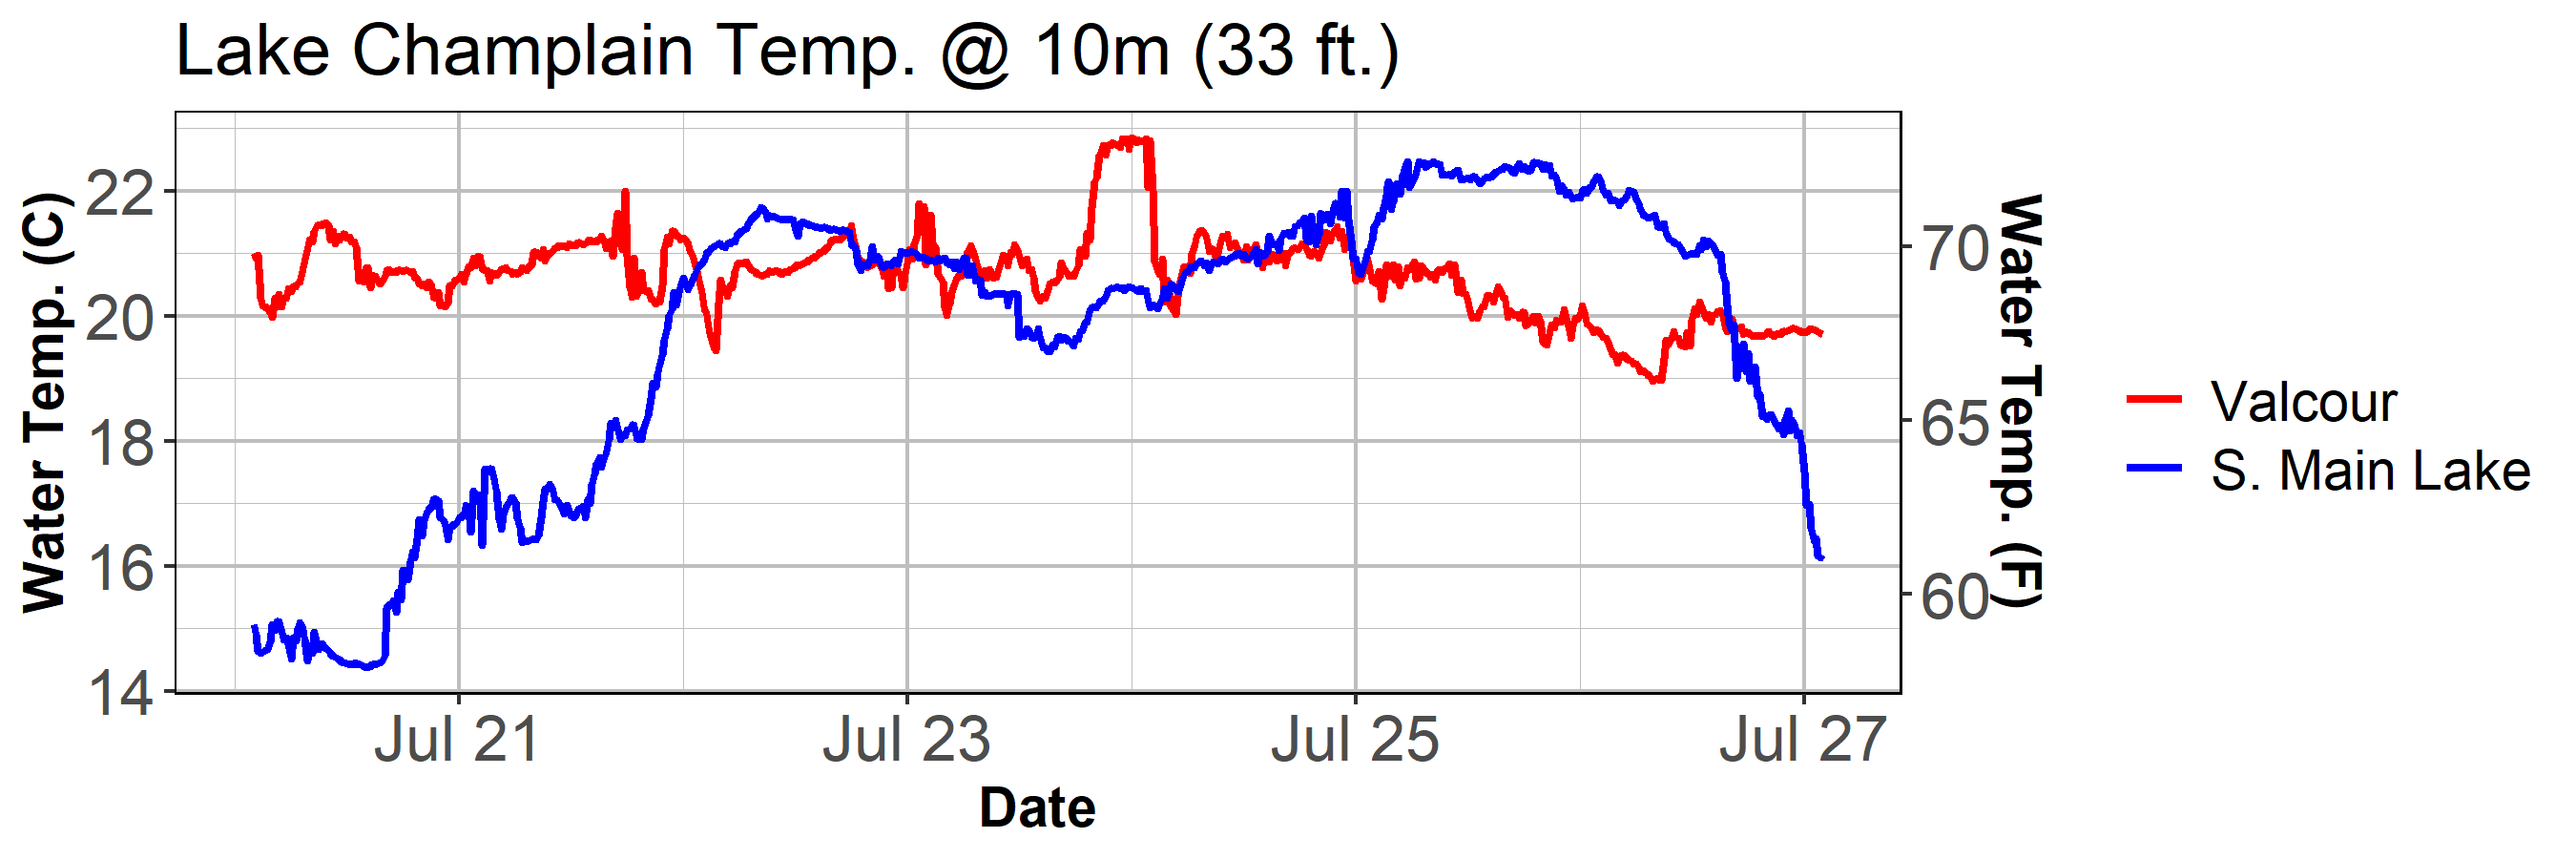 Lake Champlain Temp. @ 10m (33 ft.)
Water Temp. (C)
22
20
18
16
14
70
65
60
Water Temp. (F)
Jul 21
Jul 23
Jul 25
Jul 27
Date
Valcour
S. Main Lake